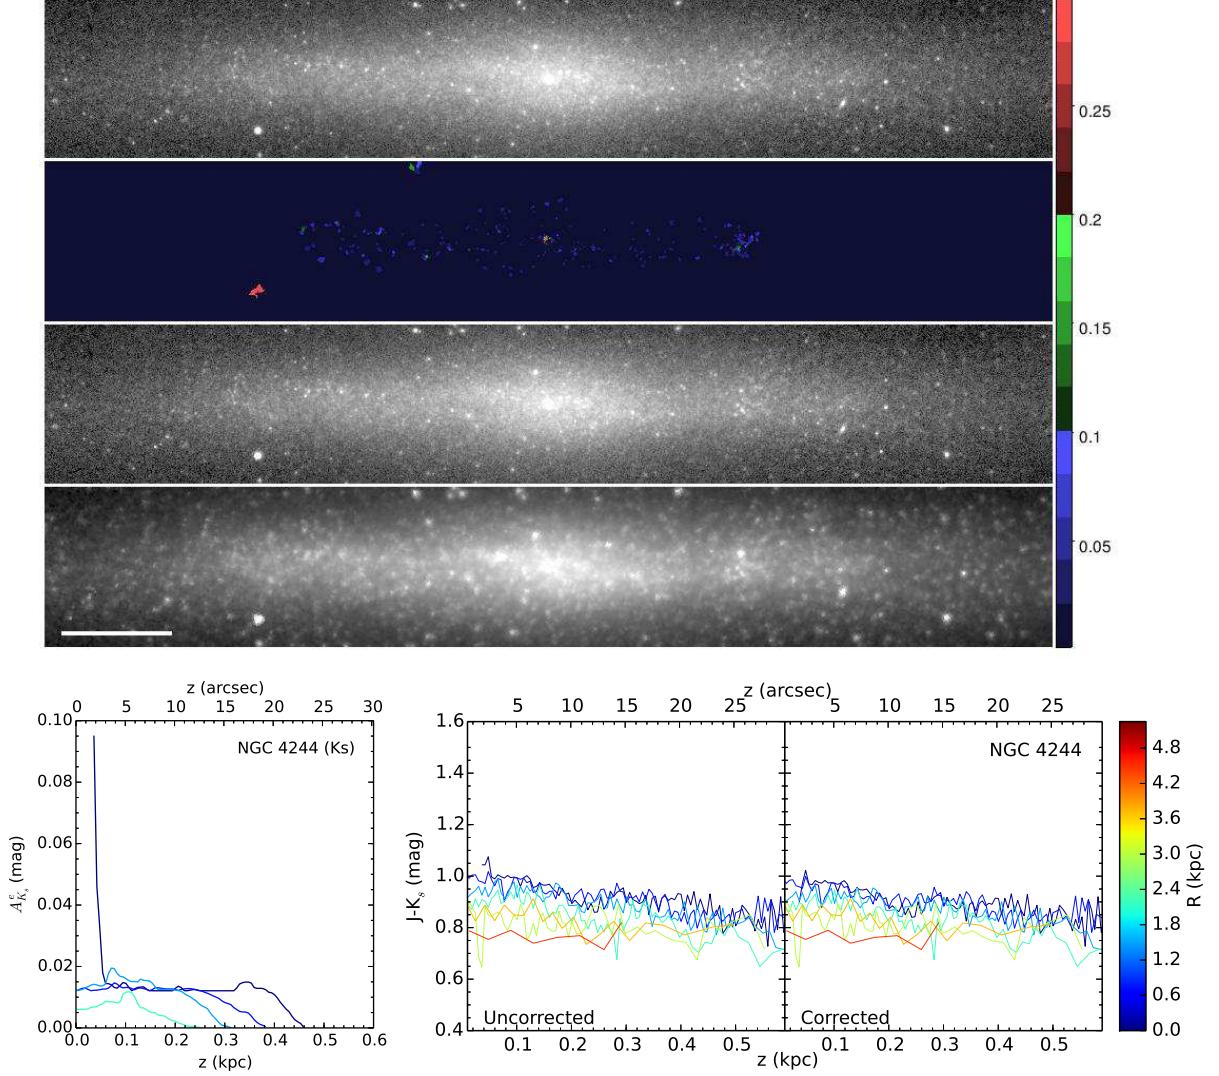 0.25
0.2
0.15
0.1
0.05
z (arcsec)
0 5 10 15 20 25 30
0.10
0.08
0.06
0.04
0.02
0.00
A^e_{K_s} (mag)
NGC 4244 (Ks)
0.0 0.1 0.2 0.3 0.4 0.5 0.6
z (kpc)
z (arcsec)
5 10 15 20 25 5 10 15 20 25
1.6
1.4
1.2
1.0
0.8
0.6
0.4
J-K_s (mag)
NGC 4244
Uncorrected
Corrected
0.1 0.2 0.3 0.4 0.5 0.1 0.2 0.3 0.4 0.5
z (kpc)
4.8
4.2
3.6
3.0
2.4
1.8
1.2
0.6
0.0
R (kpc)